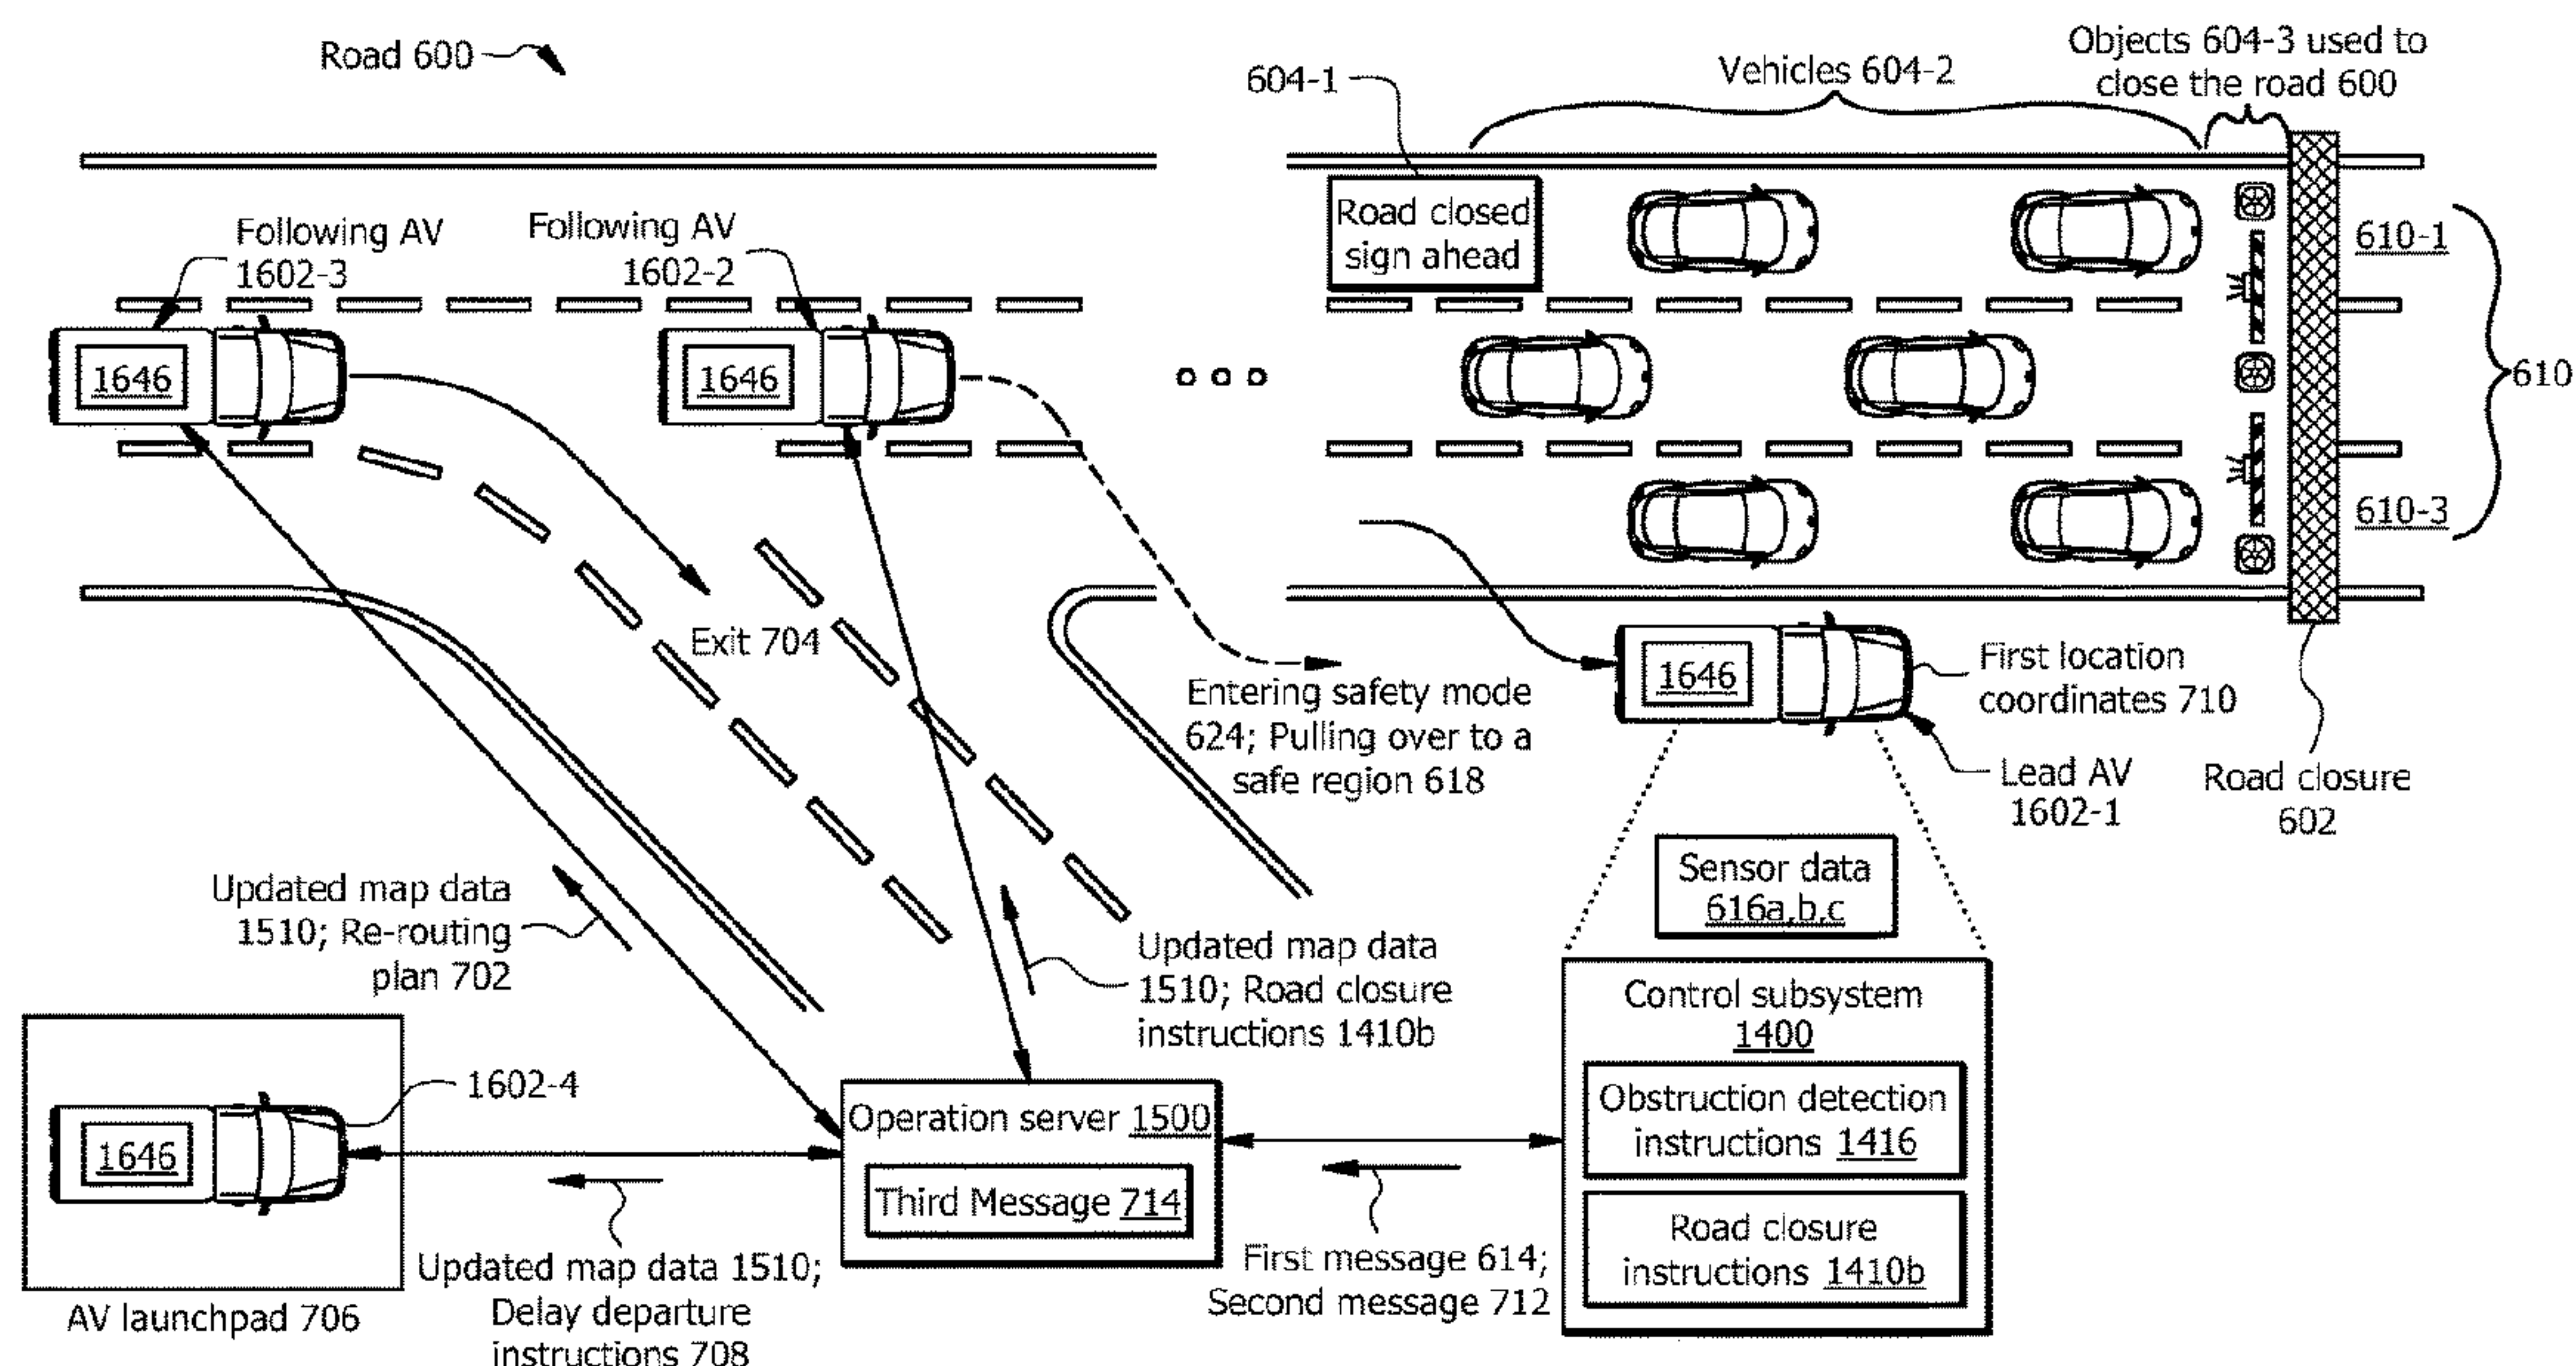 Road 600
604-1
Vehicles 604-2
Objects 604-3 used to
close the road 600
Road closed
sign ahead
Following AV
1602-3
Following AV
1602-2
610-1
610
610-3
1646
1646
Exit 704
Entering safety mode
624; Pulling over to a
safe region 618
1646
First location
coordinates 710
Lead AV
1602-1
Road closure
602
Sensor data
616a,b,c
Updated map data
1510; Re-routing
plan 702
Updated map data
1510; Road closure
instructions 1410b
Control subsystem
1400
Obstruction detection
instructions 1416
Road closure
instructions 1410b
1602-4
1646
AV launchpad 706
Operation server 1500
Third Message 714
Updated map data 1510;
Delay departure
instructions 708
First message 614;
Second message 712